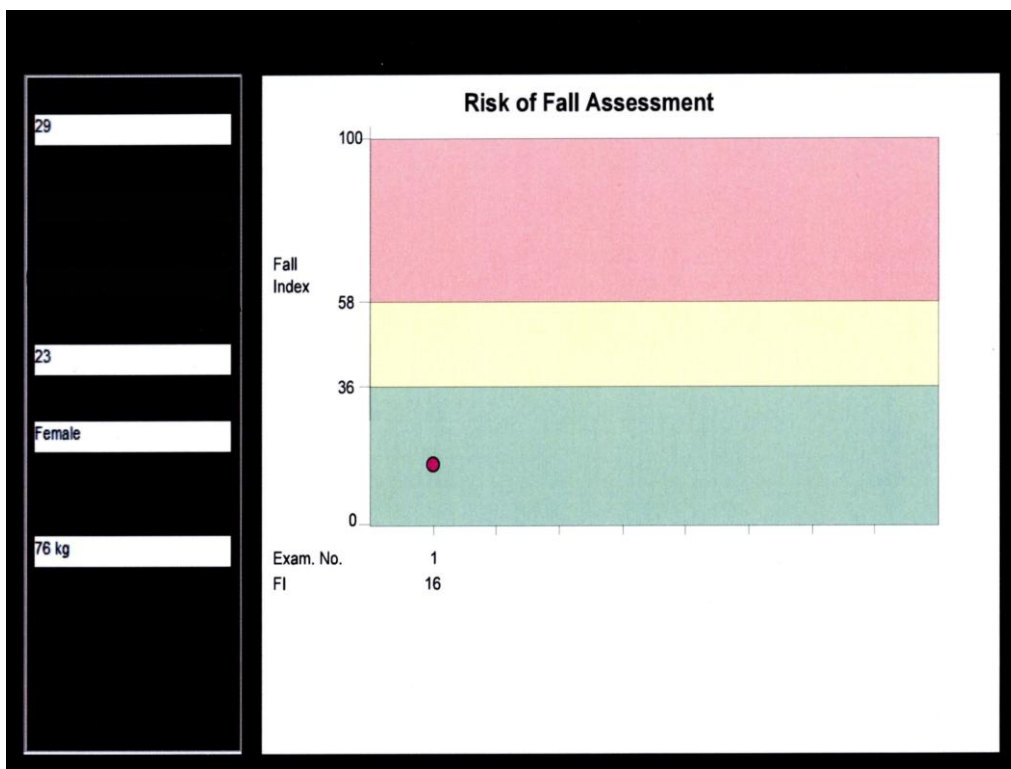 29
23
Female
76 kg
Risk of Fall Assessment
100
Fall
Index
58
36
0
Exam. No. 1
FI 16